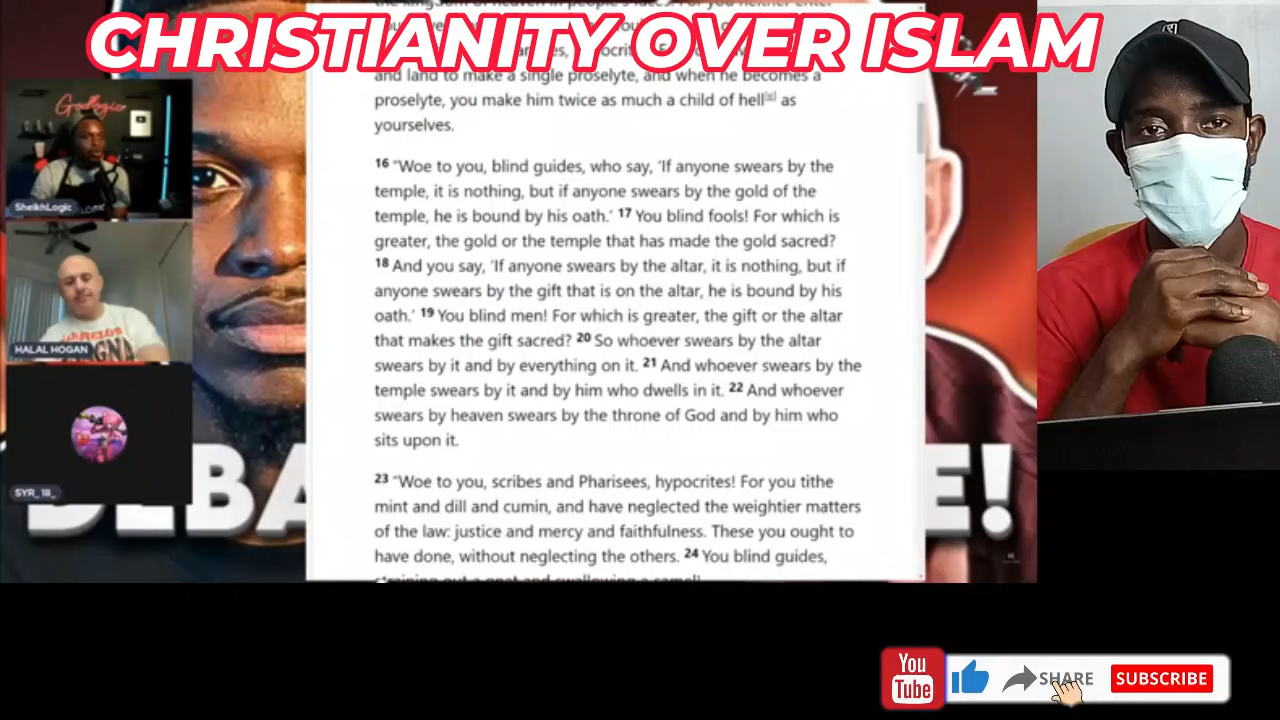 CHRISTIANITY OVER ISLAM
and land to make a single proselyte, and when he becomes a
proselyte, you make him twice as much a child of hell[c] as
yourselves.
16 "Woe to you, blind guides, who say, 'If anyone swears by the
temple, it is nothing, but if anyone swears by the gold of the
temple, he is bound by his oath.' 17 You blind fools! For which is
greater, the gold or the temple that has made the gold sacred?
18 And you say, 'If anyone swears by the altar, it is nothing, but if
anyone swears by the gift that is on the altar, he is bound by his
oath.' 19 You blind men! For which is greater, the gift or the altar
that makes the gift sacred? 20 So whoever swears by the altar
swears by it and by everything on it. 21 And whoever swears by the
temple swears by it and by him who dwells in it. 22 And whoever
swears by heaven swears by the throne of God and by him who
sits upon it.
23 "Woe to you, scribes and Pharisees, hypocrites! For you tithe
mint and dill and cumin, and have neglected the weightier matters
of the law: justice and mercy and faithfulness. These you ought to
have done, without neglecting the others. 24 You blind guides,
Godlogic
SheikhLogic
HALAL HOGAN
SYR_18_
DEBA
E!
You
Tube
SHARE
SUBSCRIBE